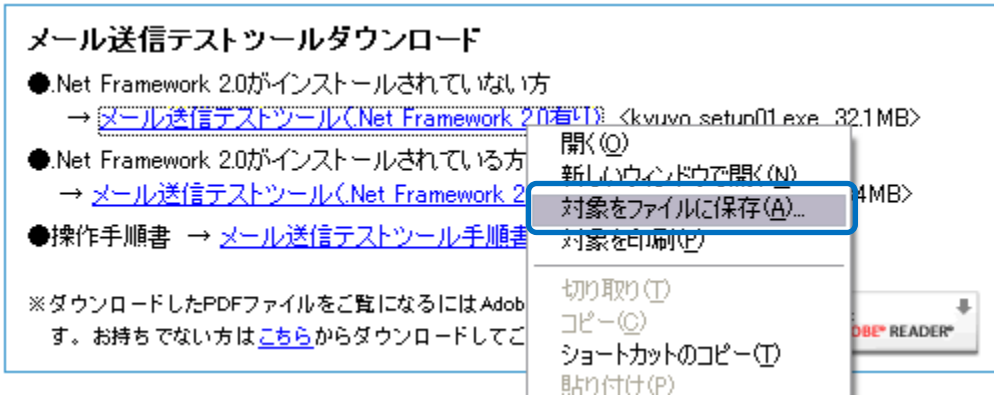 メール送信テストツールダウンロード
●.Net Framework 2.0がインストールされていない方
→ メール送信テストツール(.Net Framework 2.0有り) <kyuyo_setup01.exe 32.1MB>
●.Net Framework 2.0がインストールされている方
→ メール送信テストツール(.Net Framework 2
4MB>
●操作手順書 → メール送信テストツール手順書
※ダウンロードしたPDFファイルをご覧になるにはAdob
す。お持ちでない方はこちらからダウンロードしてご
OBE® READER®
開く(O)
新しいウィンドウで開く(N)
対象をファイルに保存(A)...
対象を印刷(P)
切り取り(T)
コピー(C)
ショートカットのコピー(T)
貼り付け(P)